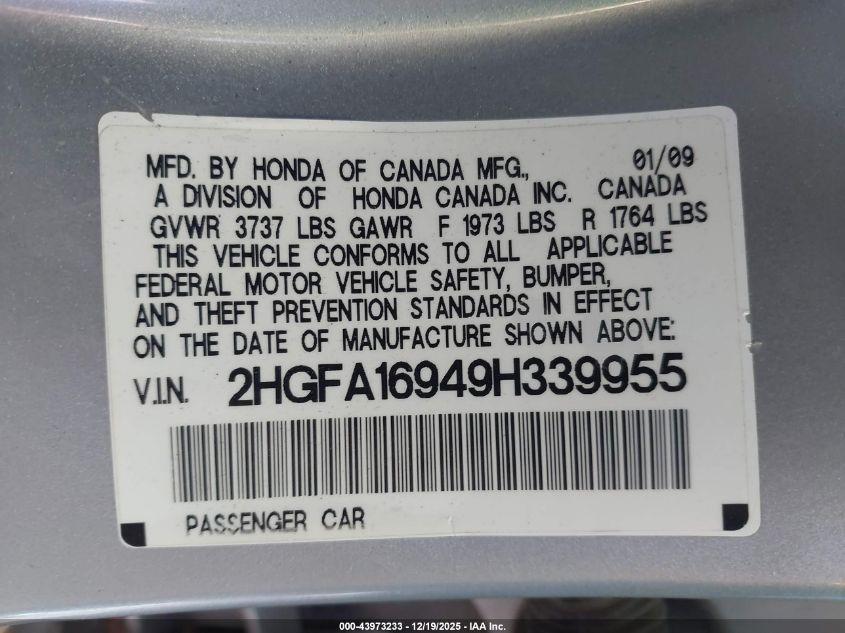 MFD. BY HONDA OF CANADA MFG., 01/09
A DIVISION OF HONDA CANADA INC. CANADA
GVWR 3737 LBS GAWR F 1973 LBS R 1764 LBS
THIS VEHICLE CONFORMS TO ALL APPLICABLE
FEDERAL MOTOR VEHICLE SAFETY, BUMPER,
AND THEFT PREVENTION STANDARDS IN EFFECT
ON THE DATE OF MANUFACTURE SHOWN ABOVE:
V.I.N. 2HGFA16949H339955
PASSENGER CAR
000-43973233 - 12/19/2025 - IAA Inc.